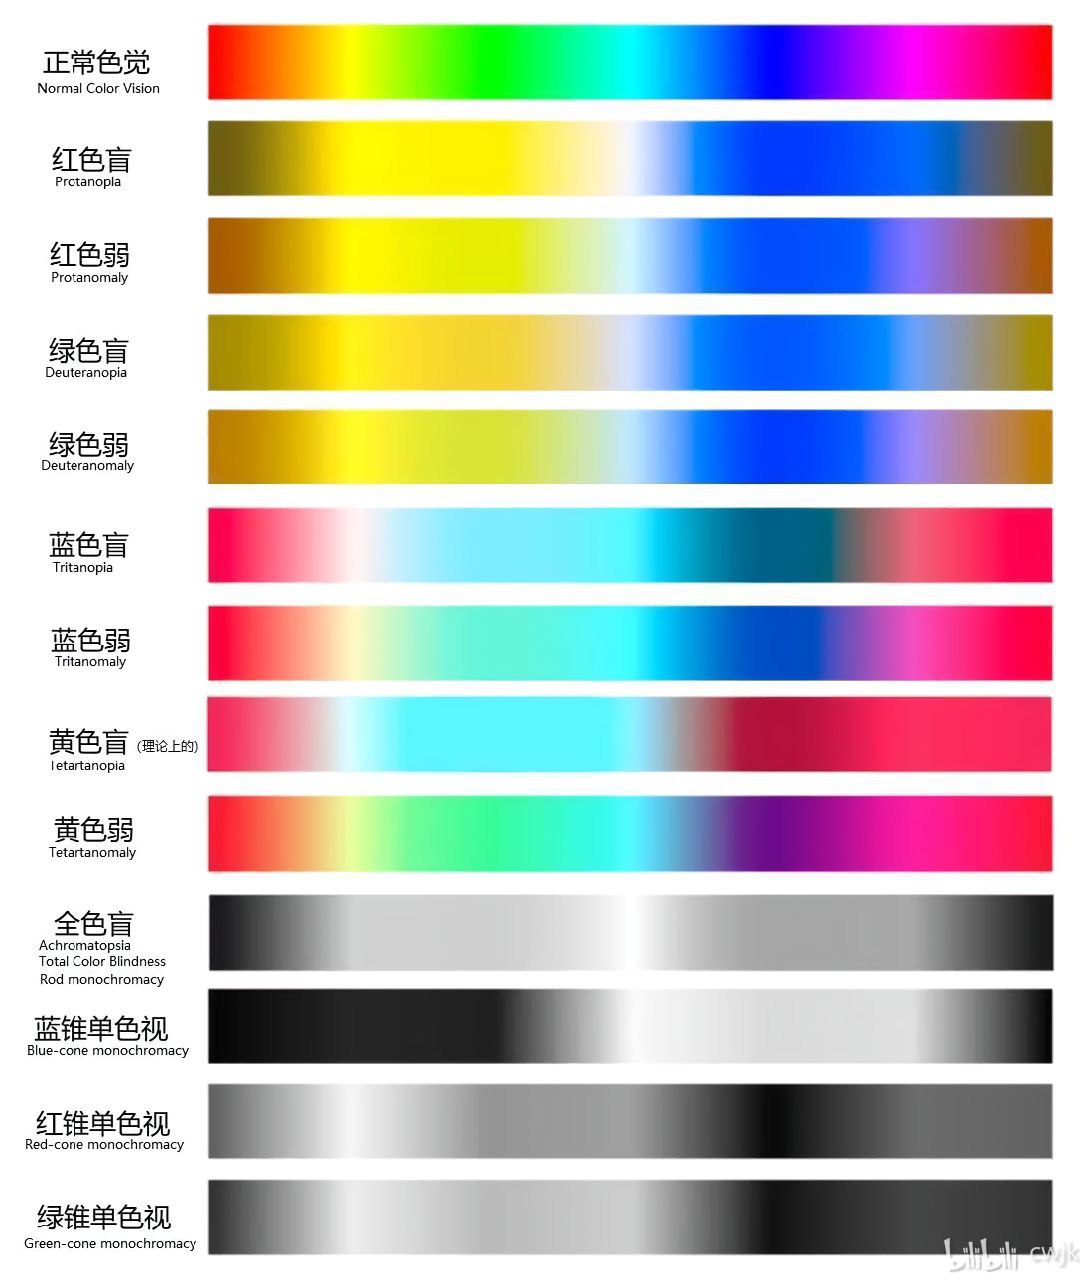 正常色觉
Normal Color Vision
红色盲
Protanopia
红色弱
Protanomaly
绿色盲
Deuteranopia
绿色弱
Deuteranomaly
蓝色盲
Tritanopia
蓝色弱
Tritanomaly
黄色盲 (理论上的)
Tetartanopia
黄色弱
Tetartanomaly
全色盲
Achromatopsia
Total Color Blindness
Rod monochromacy
蓝锥单色视
Blue-cone monochromacy
红锥单色视
Red-cone monochromacy
绿锥单色视
Green-cone monochromacy
bilibili cwjk